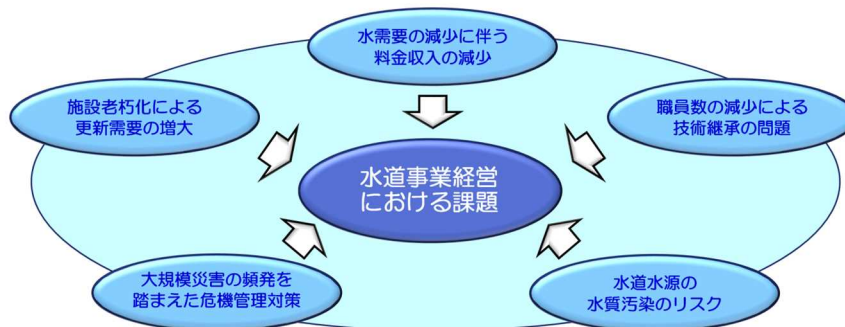 水需要の減少に伴う
料金収入の減少
施設老朽化による
更新需要の増大
職員数の減少による
技術継承の問題
水道事業経営
における課題
大規模災害の頻発を
踏まえた危機管理対策
水道水源の
水質汚染のリスク